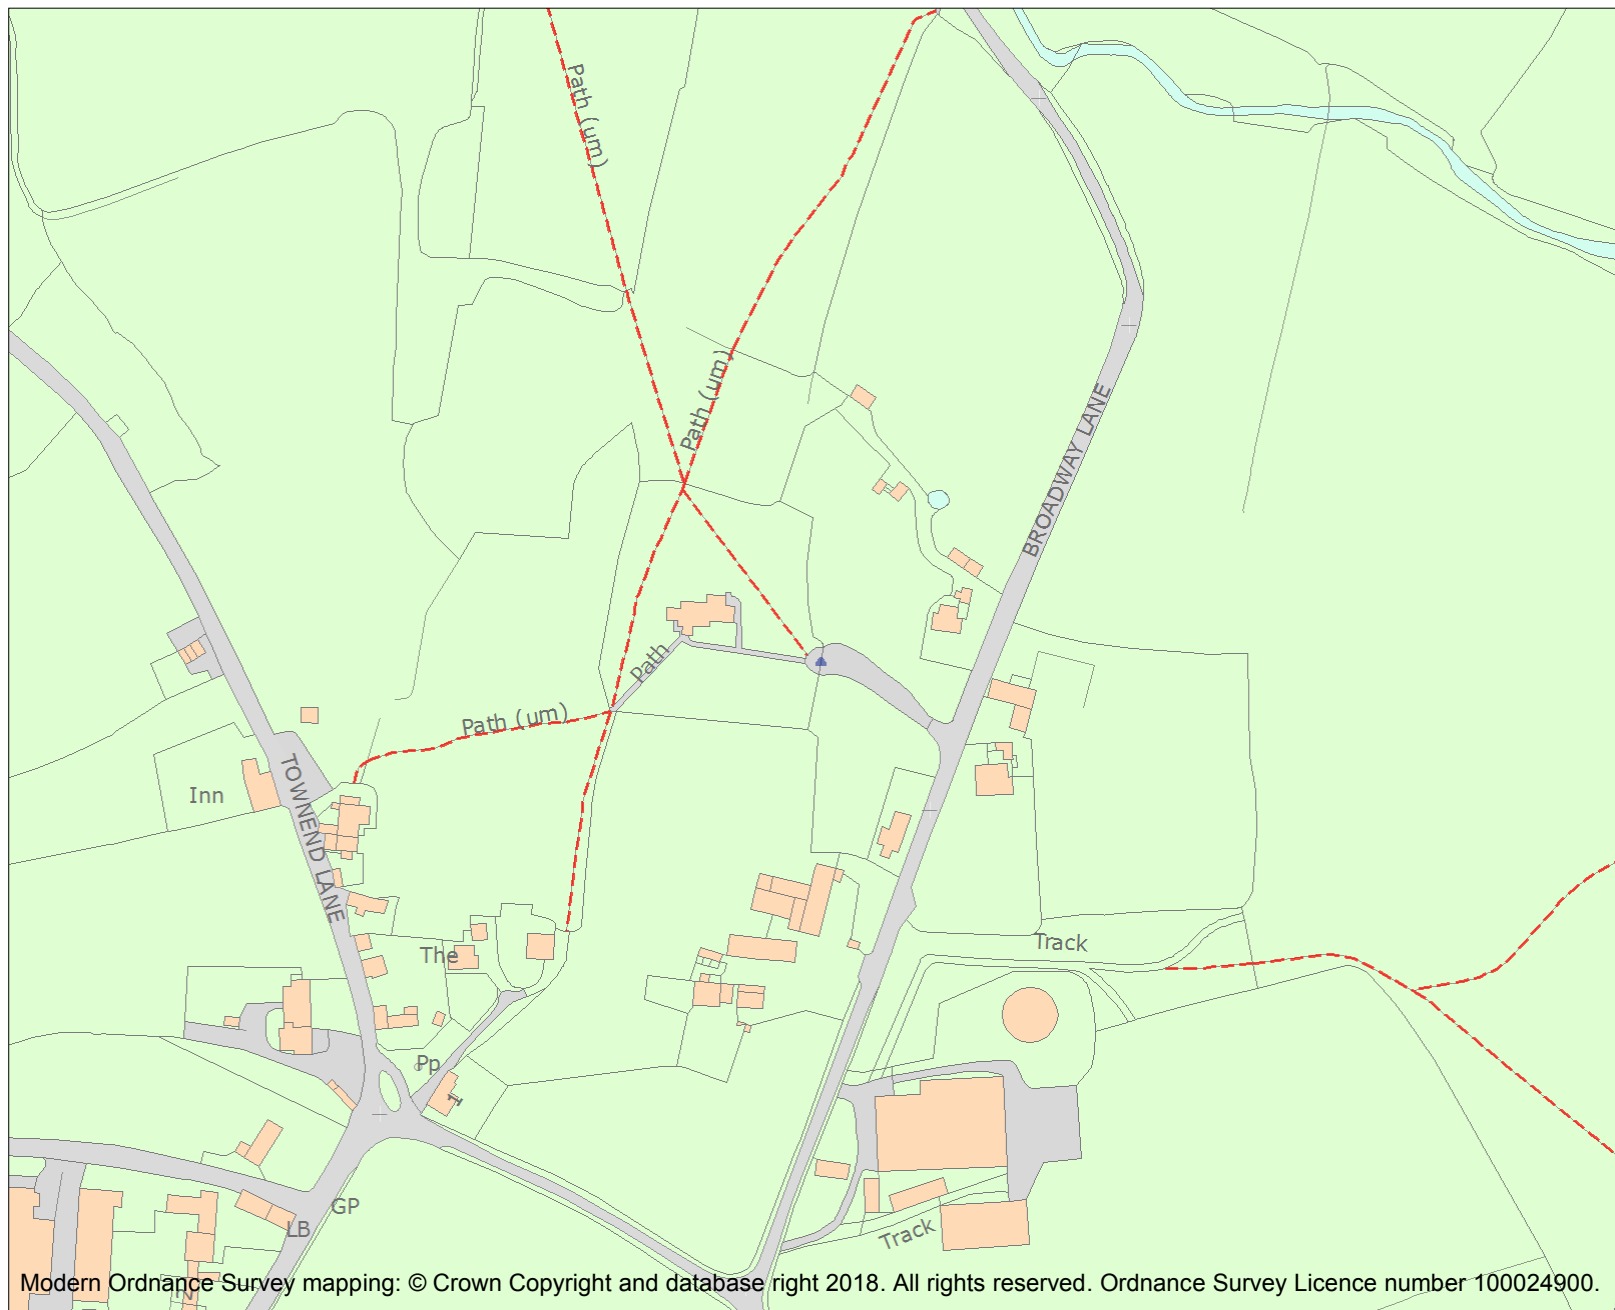 Path (um)
Path (um)
BROADWAY LANE
Path
Path (um)
TOWNEND LANE
Inn
The
Track
Pp
1
GP
LB
Track
Modern Ordnance Survey mapping: © Crown Copyright and database right 2018. All rights reserved. Ordnance Survey Licence number 100024900.